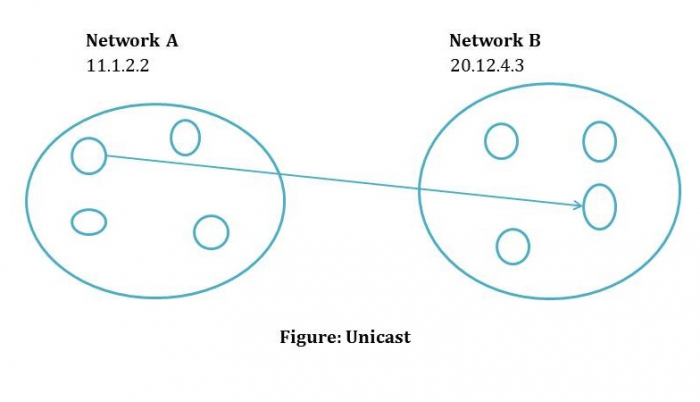 Network A
11.1.2.2
Network B
20.12.4.3
Figure: Unicast